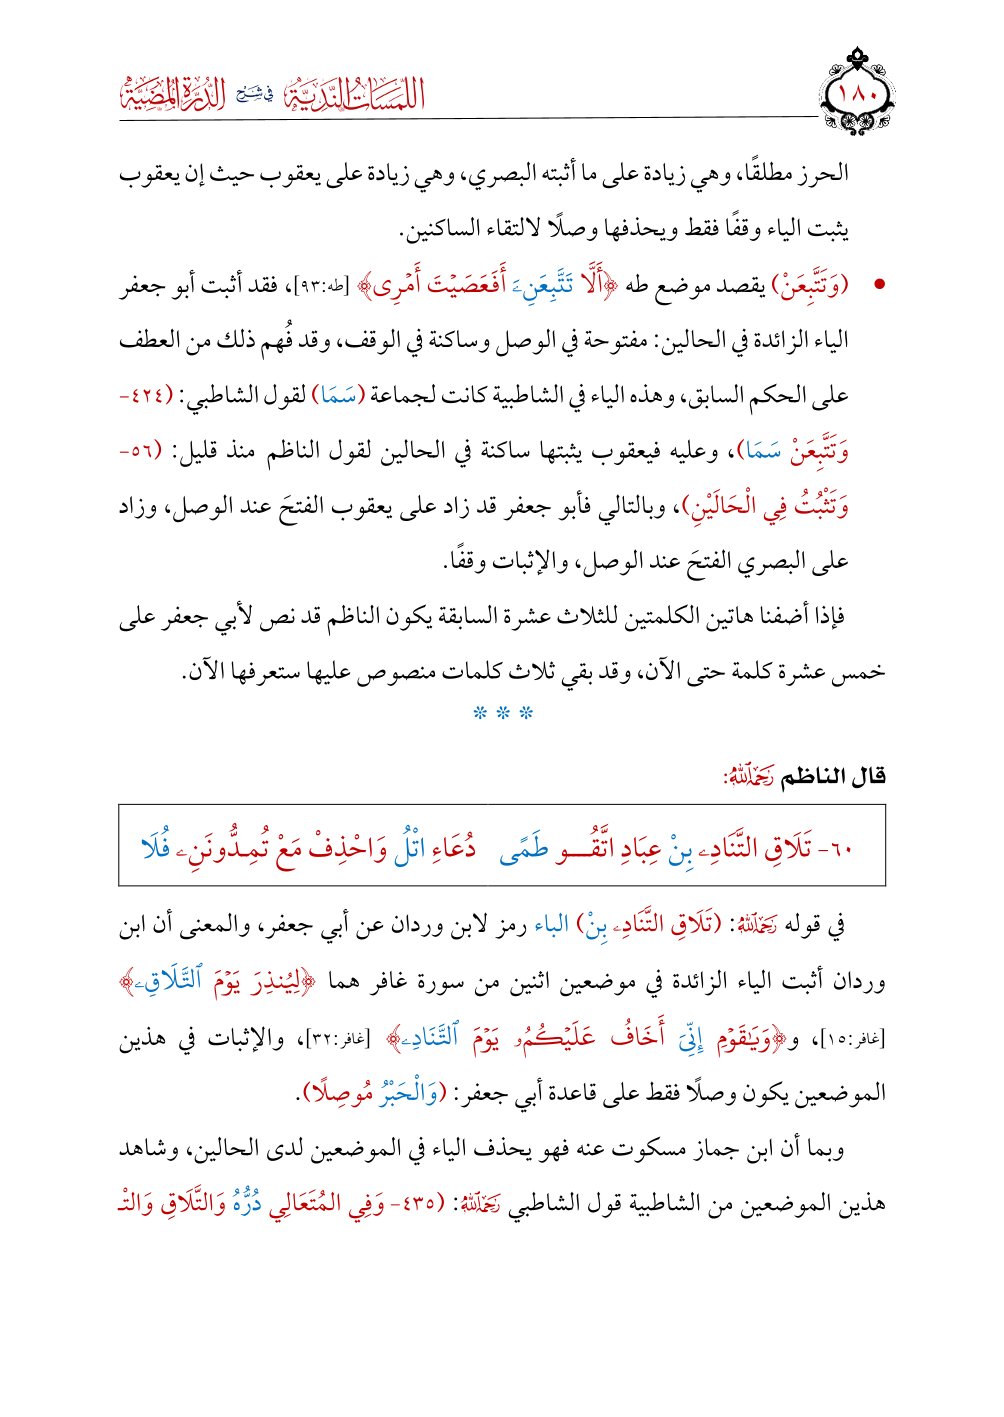 ١٨٠
اللمسات الندية في شرح الدرة المضية
الحرز مطلقًا، وهي زيادة على ما أثبته البصري، وهي زيادة على يعقوب حيث إن يعقوب
يثبت الياء وقفًا فقط ويحذفها وصلًا لالتقاء الساكنين.
• (وَتَتَّبِعَنْ) يقصد موضع طه ﴿أَلَّا تَتَّبِعَنِۦَ أَفَعَصَيْتَ أَمْرِى﴾ [طه:٩٣]، فقد أثبت أبو جعفر
الياء الزائدة في الحالين: مفتوحة في الوصل وساكنة في الوقف، وقد فُهم ذلك من العطف
على الحكم السابق، وهذه الياء في الشاطبية كانت لجماعة (سَمَا) لقول الشاطبي: (٤٢٤-
وَتَتَّبِعَنْ سَمَا)، وعليه فيعقوب يثبتها ساكنة في الحالين لقول الناظم منذ قليل: (٥٦-
وَتَثْبُتُ فِي الْحَالَيْنِ)، وبالتالي فأبو جعفر قد زاد على يعقوب الفتحَ عند الوصل، وزاد
على البصري الفتحَ عند الوصل، والإثبات وقفًا.
فإذا أضفنا هاتين الكلمتين للثلاث عشرة السابقة يكون الناظم قد نص لأبي جعفر على
خمس عشرة كلمة حتى الآن، وقد بقي ثلاث كلمات منصوص عليها ستعرفها الآن.
* * *
قال الناظم رَحِمَهُ اللَّهُ:
٦٠- تَلَاقِ التَّنَادِۦ بِنْ عِبَادِ اتَّقُـــو طَمًى دُعَاءِ اتْلُ وَاحْذِفْ مَعْ تُمِدُّونَنِۦ فُلَا
في قوله رَحِمَهُ اللَّهُ: (تَلَاقِ التَّنَادِۦ بِنْ) الباء رمز لابن وردان عن أبي جعفر، والمعنى أن ابن
وردان أثبت الياء الزائدة في موضعين اثنين من سورة غافر هما ﴿لِيُنذِرَ يَوْمَ ٱلتَّلَاقِۦ﴾
[غافر:١٥]، و﴿وَيَٰقَوْمِ إِنِّىَ أَخَافُ عَلَيْكُمُۥ يَوْمَ ٱلتَّنَادِۦ﴾ [غافر:٣٢]، والإثبات في هذين
الموضعين يكون وصلًا فقط على قاعدة أبي جعفر: (وَالْحَبْرُ مُوصِلًا).
وبما أن ابن جماز مسكوت عنه فهو يحذف الياء في الموضعين لدى الحالين، وشاهد
هذين الموضعين من الشاطبية قول الشاطبي رَحِمَهُ اللَّهُ: (٤٣٥- وَفِي المُتَعَالِي دُرُّهُ وَالتَّلَاقِ وَالتْـ